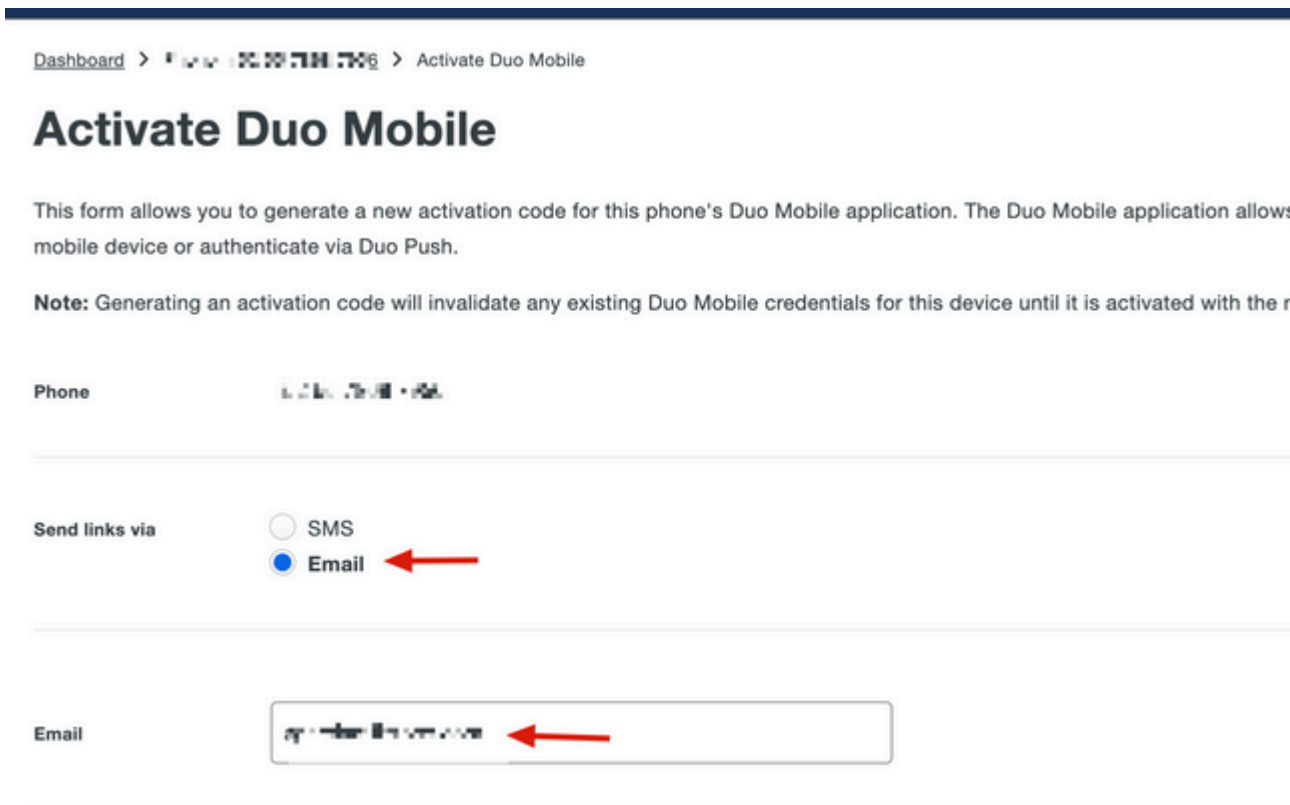 Dashboard > > Activate Duo Mobile
Activate Duo Mobile
This form allows you to generate a new activation code for this phone's Duo Mobile application. The Duo Mobile application allows
mobile device or authenticate via Duo Push.
Note: Generating an activation code will invalidate any existing Duo Mobile credentials for this device until it is activated with the
Phone
Send links via
SMS
Email
Email